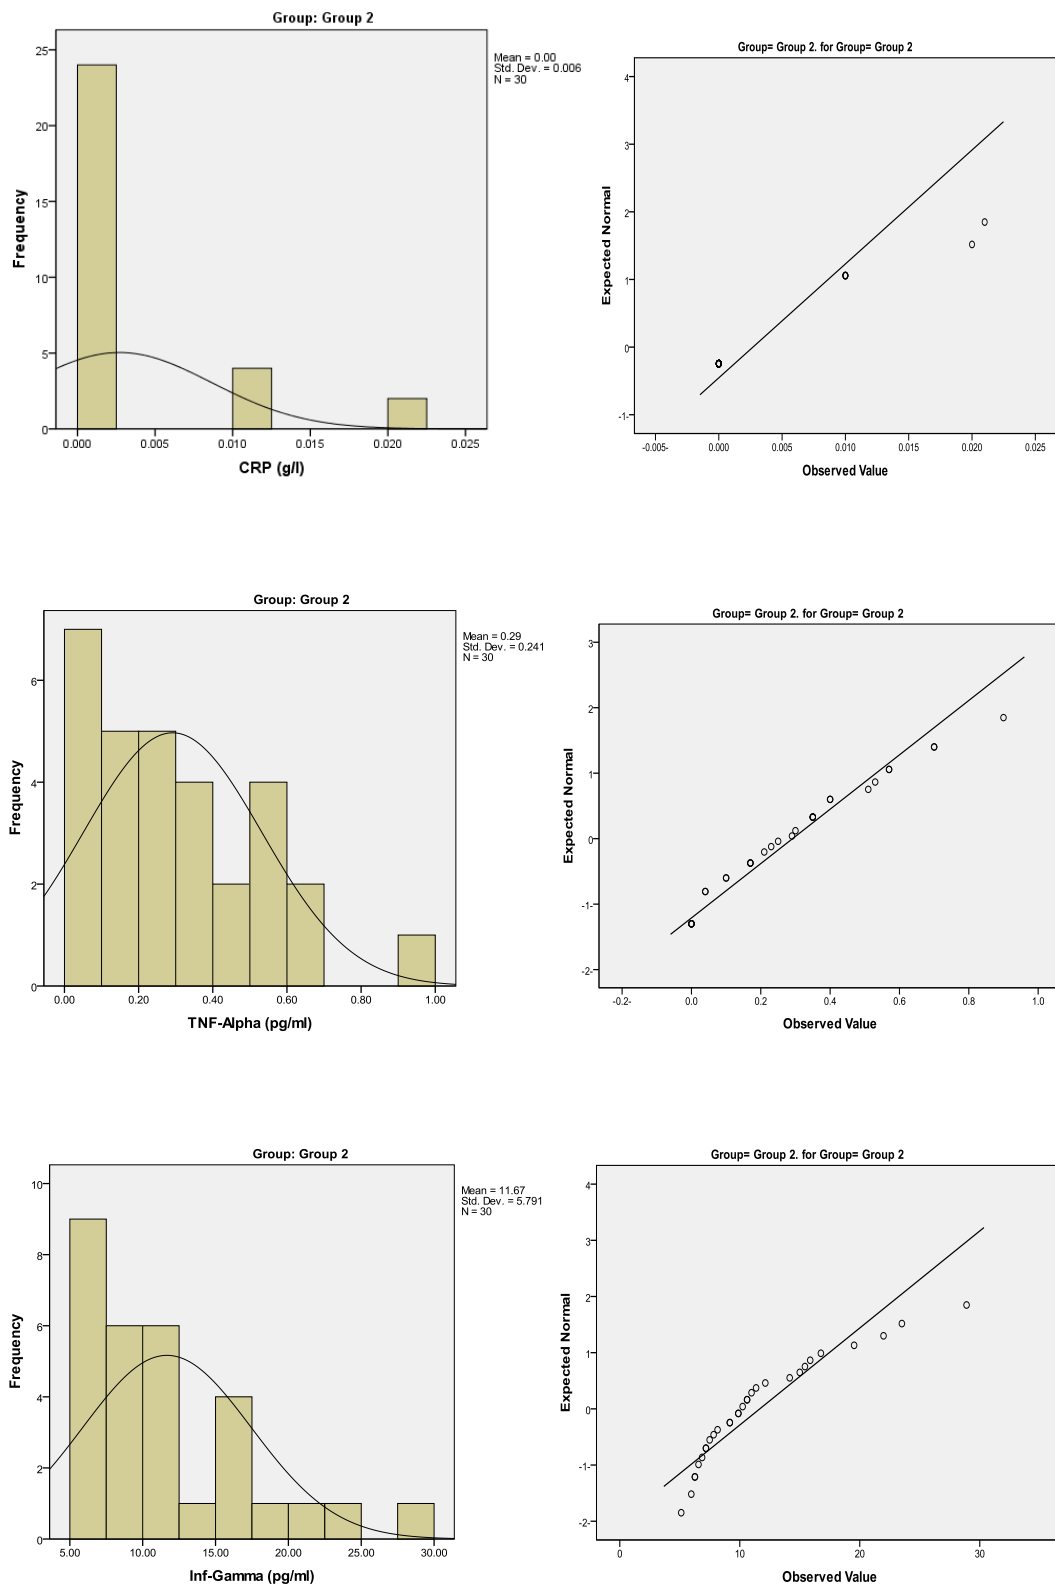 Group: Group 2
25
20
15
10
5
0
Frequency
0.000 0.005 0.010 0.015 0.020 0.025
CRP (g/l)
Mean = 0.00
Std. Dev. = 0.006
N = 30
Group= Group 2. for Group= Group 2
4
3
2
1
0
-1-
Expected Normal
-0.005- 0.000 0.005 0.010 0.015 0.020 0.025
Observed Value
Group: Group 2
6
4
2
0
Frequency
0.00 0.20 0.40 0.60 0.80 1.00
TNF-Alpha (pg/ml)
Mean = 0.29
Std. Dev. = 0.241
N = 30
Group= Group 2. for Group= Group 2
3
2
1
0
-1-
-2-
Expected Normal
-0.2- 0.0 0.2 0.4 0.6 0.8 1.0
Observed Value
Group: Group 2
10
8
6
4
2
0
Frequency
5.00 10.00 15.00 20.00 25.00 30.00
Inf-Gamma (pg/ml)
Mean = 11.67
Std. Dev. = 5.791
N = 30
Group= Group 2. for Group= Group 2
4
3
2
1
0
-1-
-2-
Expected Normal
0 10 20 30
Observed Value